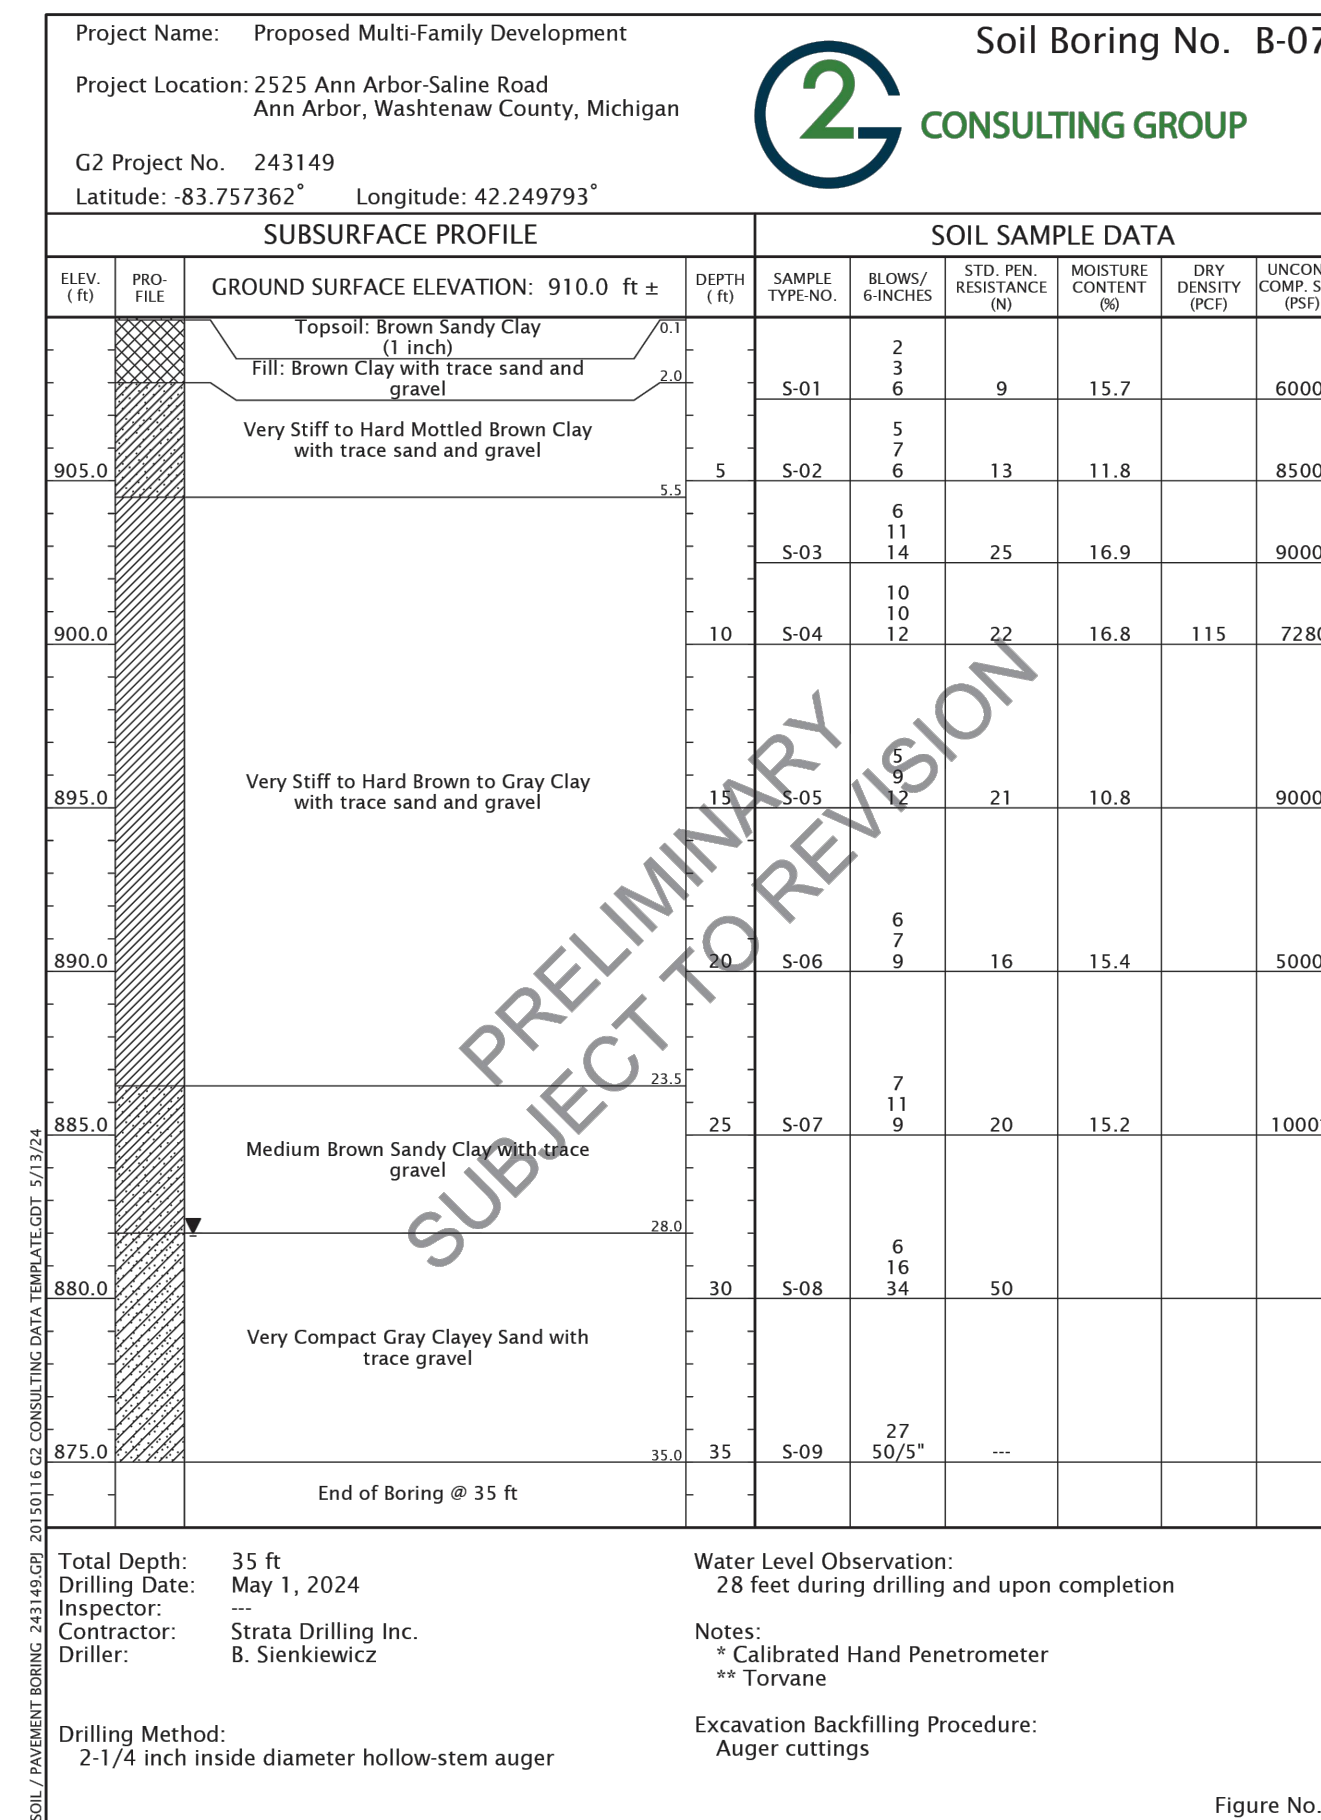 Project Name: Proposed Multi-Family Development
Project Location: 2525 Ann Arbor-Saline Road
Ann Arbor, Washtenaw County, Michigan
G2 Project No. 243149
Latitude: -83.757362° Longitude: 42.249793°
Soil Boring No. B-07
G2 CONSULTING GROUP
SUBSURFACE PROFILE
SOIL SAMPLE DATA
ELEV. ( ft)
PRO-FILE
GROUND SURFACE ELEVATION: 910.0 ft ±
DEPTH ( ft)
SAMPLE TYPE-NO.
BLOWS/ 6-INCHES
STD. PEN. RESISTANCE (N)
MOISTURE CONTENT (%)
DRY DENSITY (PCF)
UNCON COMP. S (PSF)
Topsoil: Brown Sandy Clay
(1 inch)
0.1
Fill: Brown Clay with trace sand and
gravel
2.0
2
3
S-01 6 9 15.7 6000
Very Stiff to Hard Mottled Brown Clay
with trace sand and gravel
5
7
905.0 5 S-02 6 13 11.8 8500
5.5
6
11
S-03 14 25 16.9 9000
10
10
900.0 10 S-04 12 22 16.8 115 7280
Very Stiff to Hard Brown to Gray Clay
with trace sand and gravel
5
9
895.0 15 S-05 12 21 10.8 9000
6
7
890.0 20 S-06 9 16 15.4 5000
23.5
7
11
885.0 25 S-07 9 20 15.2 1000
Medium Brown Sandy Clay with trace
gravel
28.0
6
16
880.0 30 S-08 34 50
Very Compact Gray Clayey Sand with
trace gravel
27
875.0 35.0 35 S-09 50/5" ---
End of Boring @ 35 ft
PRELIMINARY
SUBJECT TO REVISION
Total Depth: 35 ft
Drilling Date: May 1, 2024
Inspector: ---
Contractor: Strata Drilling Inc.
Driller: B. Sienkiewicz
Drilling Method:
2-1/4 inch inside diameter hollow-stem auger
Water Level Observation:
28 feet during drilling and upon completion
Notes:
* Calibrated Hand Penetrometer
** Torvane
Excavation Backfilling Procedure:
Auger cuttings
Figure No.
SOIL / PAVEMENT BORING 243149.GPJ 20150116 G2 CONSULTING DATA TEMPLATE.GDT 5/13/24